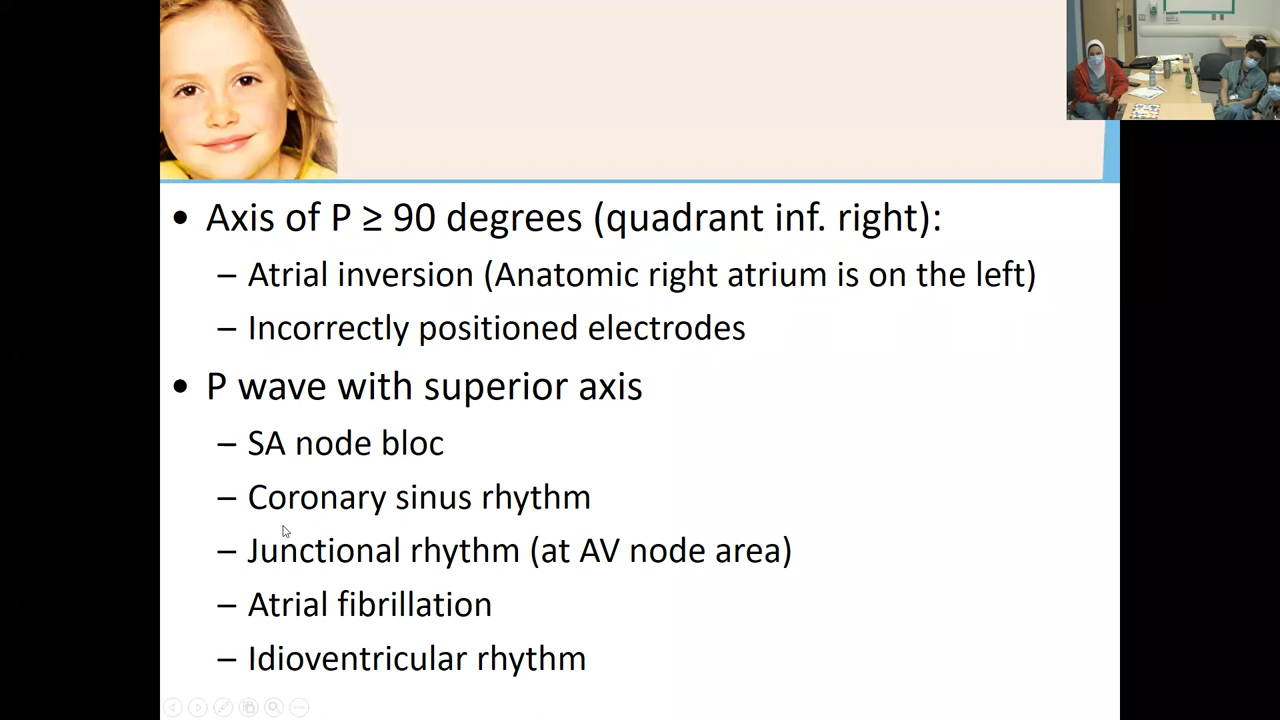 • Axis of P ≥ 90 degrees (quadrant inf. right):
– Atrial inversion (Anatomic right atrium is on the left)
– Incorrectly positioned electrodes
• P wave with superior axis
– SA node bloc
– Coronary sinus rhythm
– Junctional rhythm (at AV node area)
– Atrial fibrillation
– Idioventricular rhythm